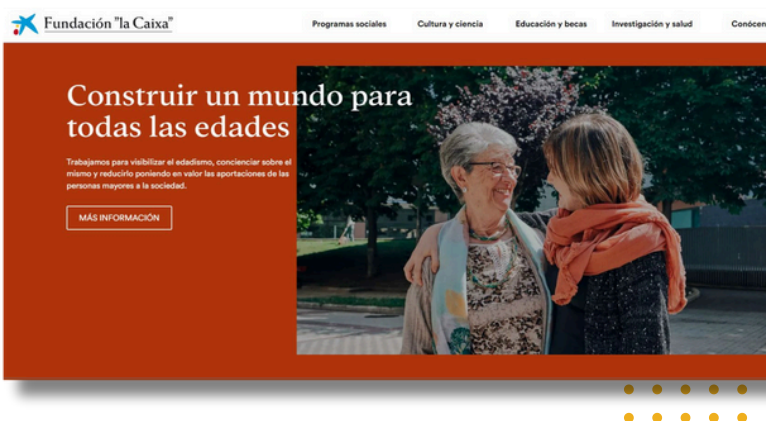 Fundación "la Caixa"
Programas sociales
Cultura y ciencia
Educación y becas
Investigación y salud
Conócen
Construir un mundo para
todas las edades
Trabajamos para visibilizar el edadismo, concienciar sobre el
mismo y reducirlo poniendo en valor las aportaciones de las
personas mayores a la sociedad.
MÁS INFORMACIÓN